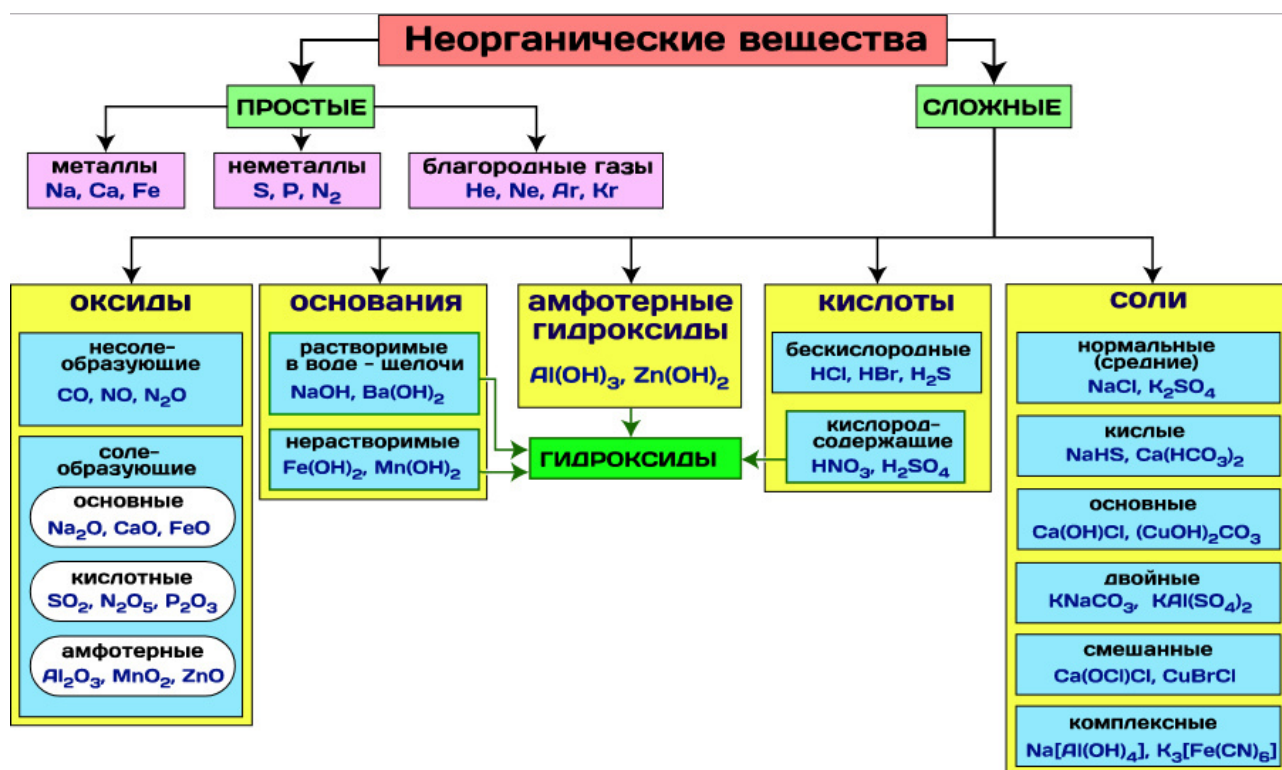 Неорганические вещества
ПРОСТЫЕ
СЛОЖНЫЕ
металлы
Na, Ca, Fe
неметаллы
S, P, N₂
благородные газы
He, Ne, Ar, Kr
оксиды
несоле-
образующие
CO, NO, N₂O
соле-
образующие
основные
Na₂O, CaO, FeO
кислотные
SO₂, N₂O₅, P₂O₃
амфотерные
Al₂O₃, MnO₂, ZnO
основания
растворимые
в воде – щелочи
NaOH, Ba(OH)₂
нерастворимые
Fe(OH)₂, Mn(OH)₂
амфотерные
гидроксиды
Al(OH)₃, Zn(OH)₂
ГИДРОКСИДЫ
кислоты
бескислородные
HCl, HBr, H₂S
кислород-
содержащие
HNO₃, H₂SO₄
соли
нормальные
(средние)
NaCl, K₂SO₄
кислые
NaHS, Ca(HCO₃)₂
основные
Ca(OH)Cl, (CuOH)₂CO₃
двойные
KNaCO₃, KAl(SO₄)₂
смешанные
Ca(OCl)Cl, CuBrCl
комплексные
Na[Al(OH)₄], K₃[Fe(CN)₆]